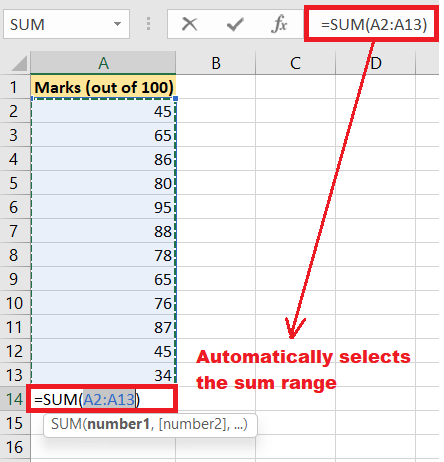 SUM =SUM(A2:A13)
A B C D
1 Marks (out of 100)
2 45
3 65
4 86
5 80
6 95
7 88
8 78
9 65
10 76
11 87
12 45
13 34
Automatically selects
the sum range
14 =SUM(A2:A13)
15 SUM(number1, [number2], ...)
16